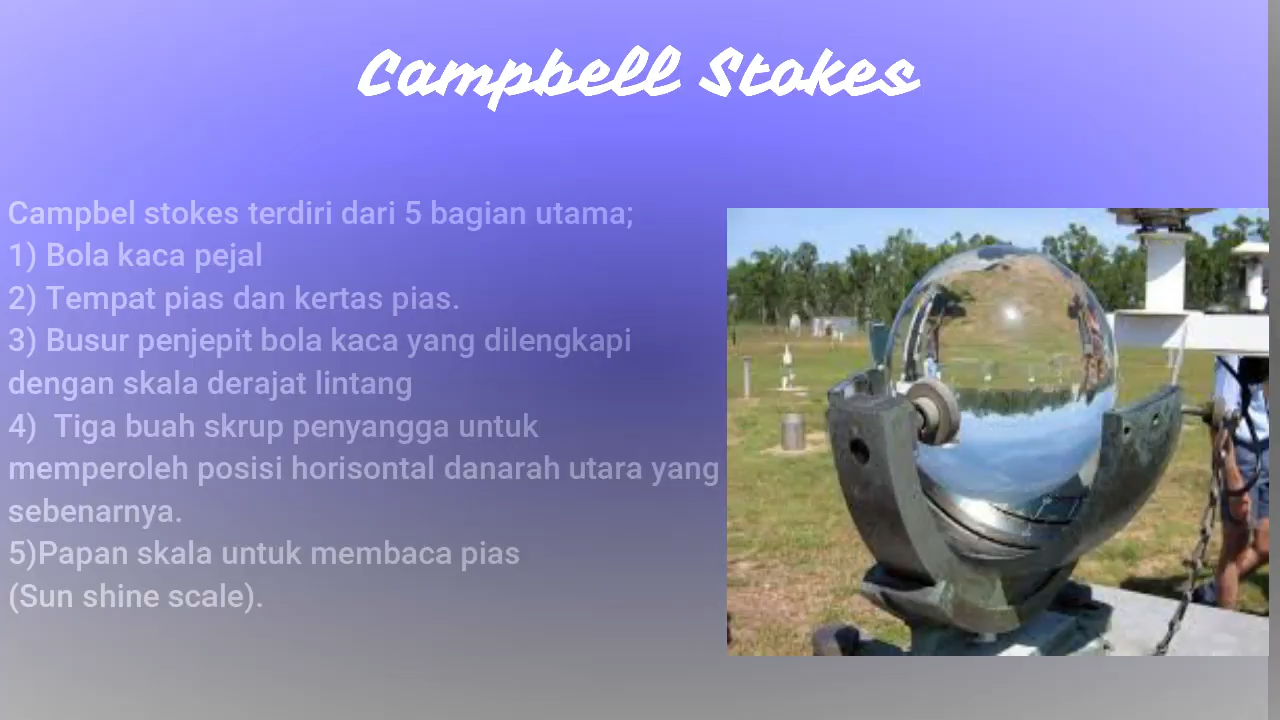 Campbell Stokes
Campbel stokes terdiri dari 5 bagian utama;
1) Bola kaca pejal
2) Tempat pias dan kertas pias.
3) Busur penjepit bola kaca yang dilengkapi
dengan skala derajat lintang
4)  Tiga buah skrup penyangga untuk
memperoleh posisi horisontal danarah utara yang
sebenarnya.
5)Papan skala untuk membaca pias
(Sun shine scale).